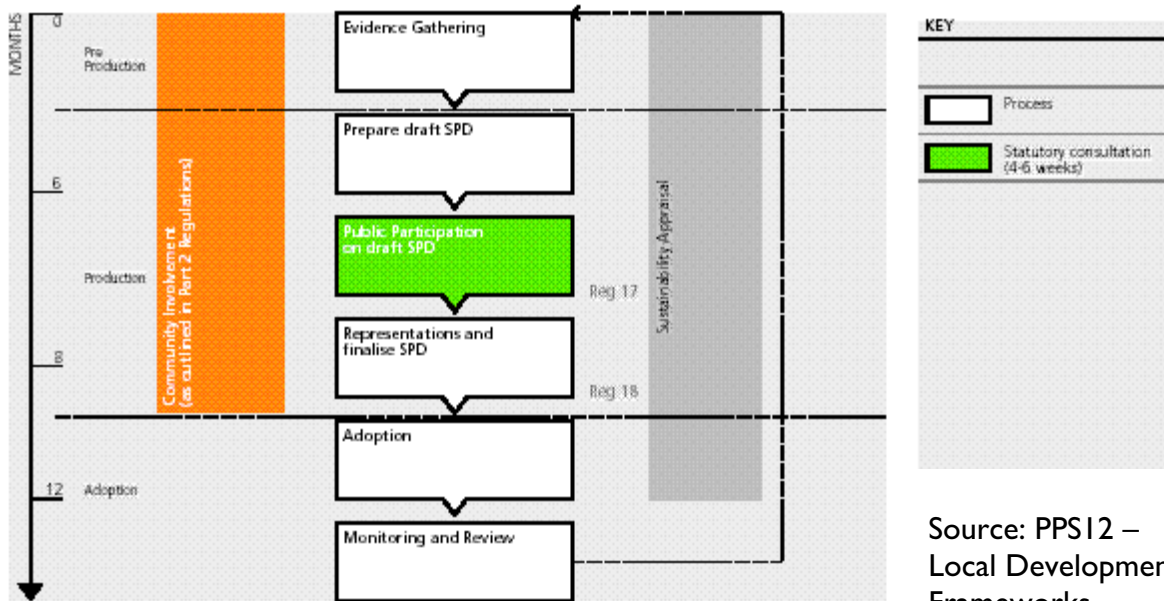 MONTHS
0
Pre
Production
6
Production
8
12
Adoption
Community Involvement
(as outlined in Part 2 Regulations)
Evidence Gathering
Prepare draft SPD
Public Participation
on draft SPD
Reg 17
Representations and
finalise SPD
Reg 18
Adoption
Monitoring and Review
Sustainability Appraisal
KEY
Process
Statutory consultation
(4-6 weeks)
Source: PPS12 –
Local Developmen
Frameworks